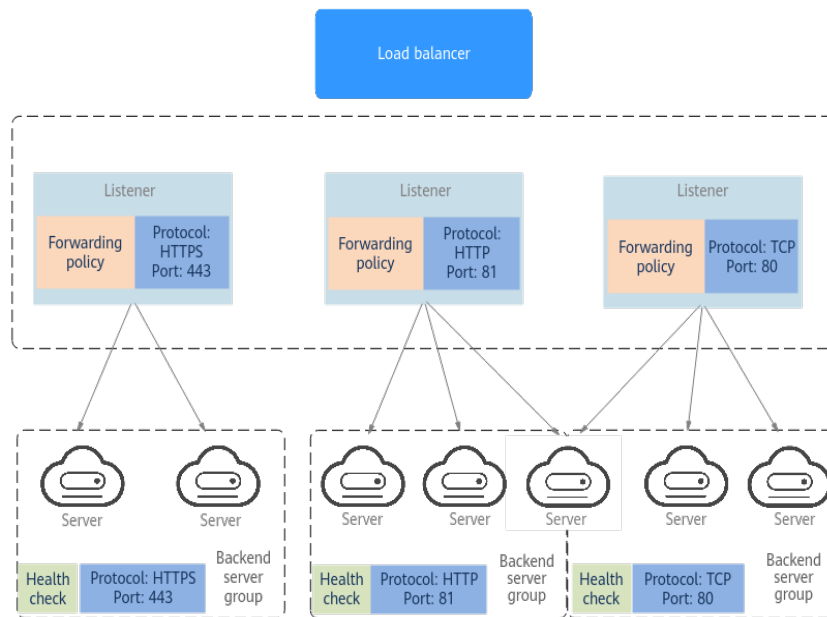 Load balancer
Listener
Forwarding
policy
Protocol:
HTTPS
Port: 443
Listener
Forwarding
policy
Protocol:
HTTP
Port: 81
Listener
Forwarding
policy
Protocol: TCP
Port: 80
Server
Server
Server
Server
Server
Server
Server
Health
check
Protocol: HTTPS
Port: 443
Backend
server
group
Health
check
Protocol: HTTP
Port: 81
Backend
server
group
Health
check
Protocol: TCP
Port: 80
Backend
server
group